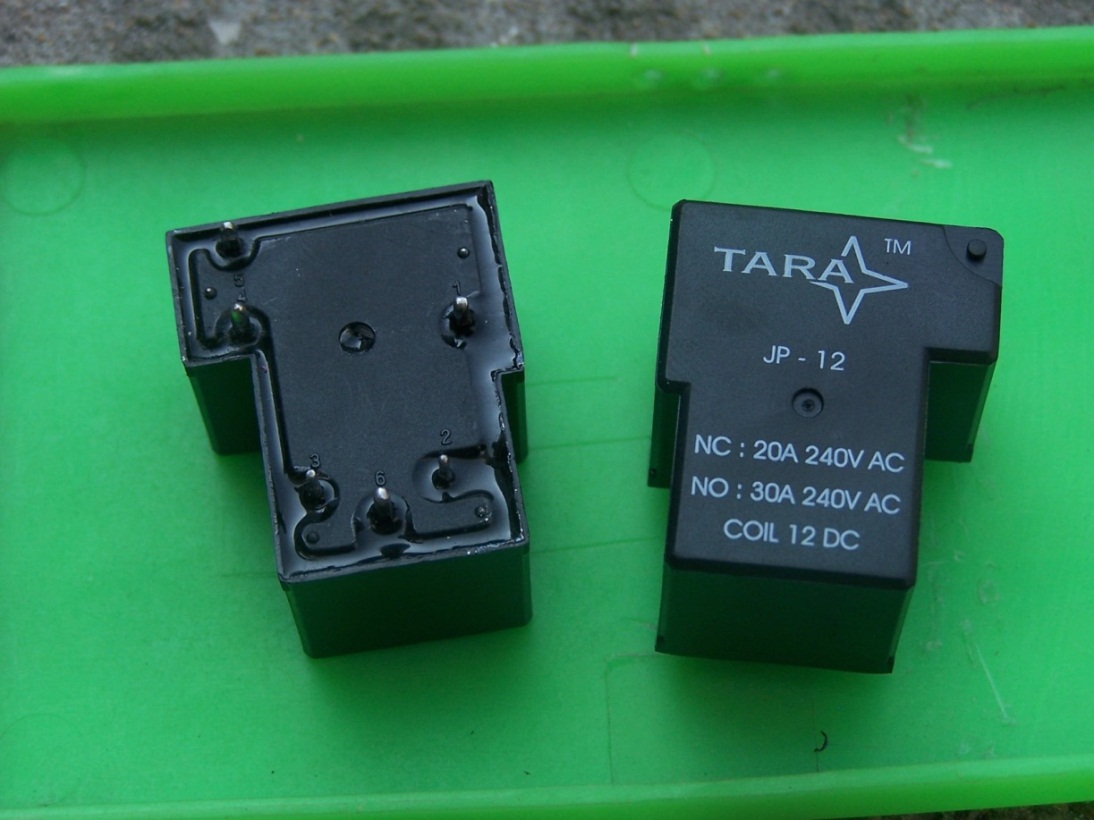 5
1
2
3
6
TARA TM
JP - 12
NC : 20A 240V AC
NO : 30A 240V AC
COIL 12 DC